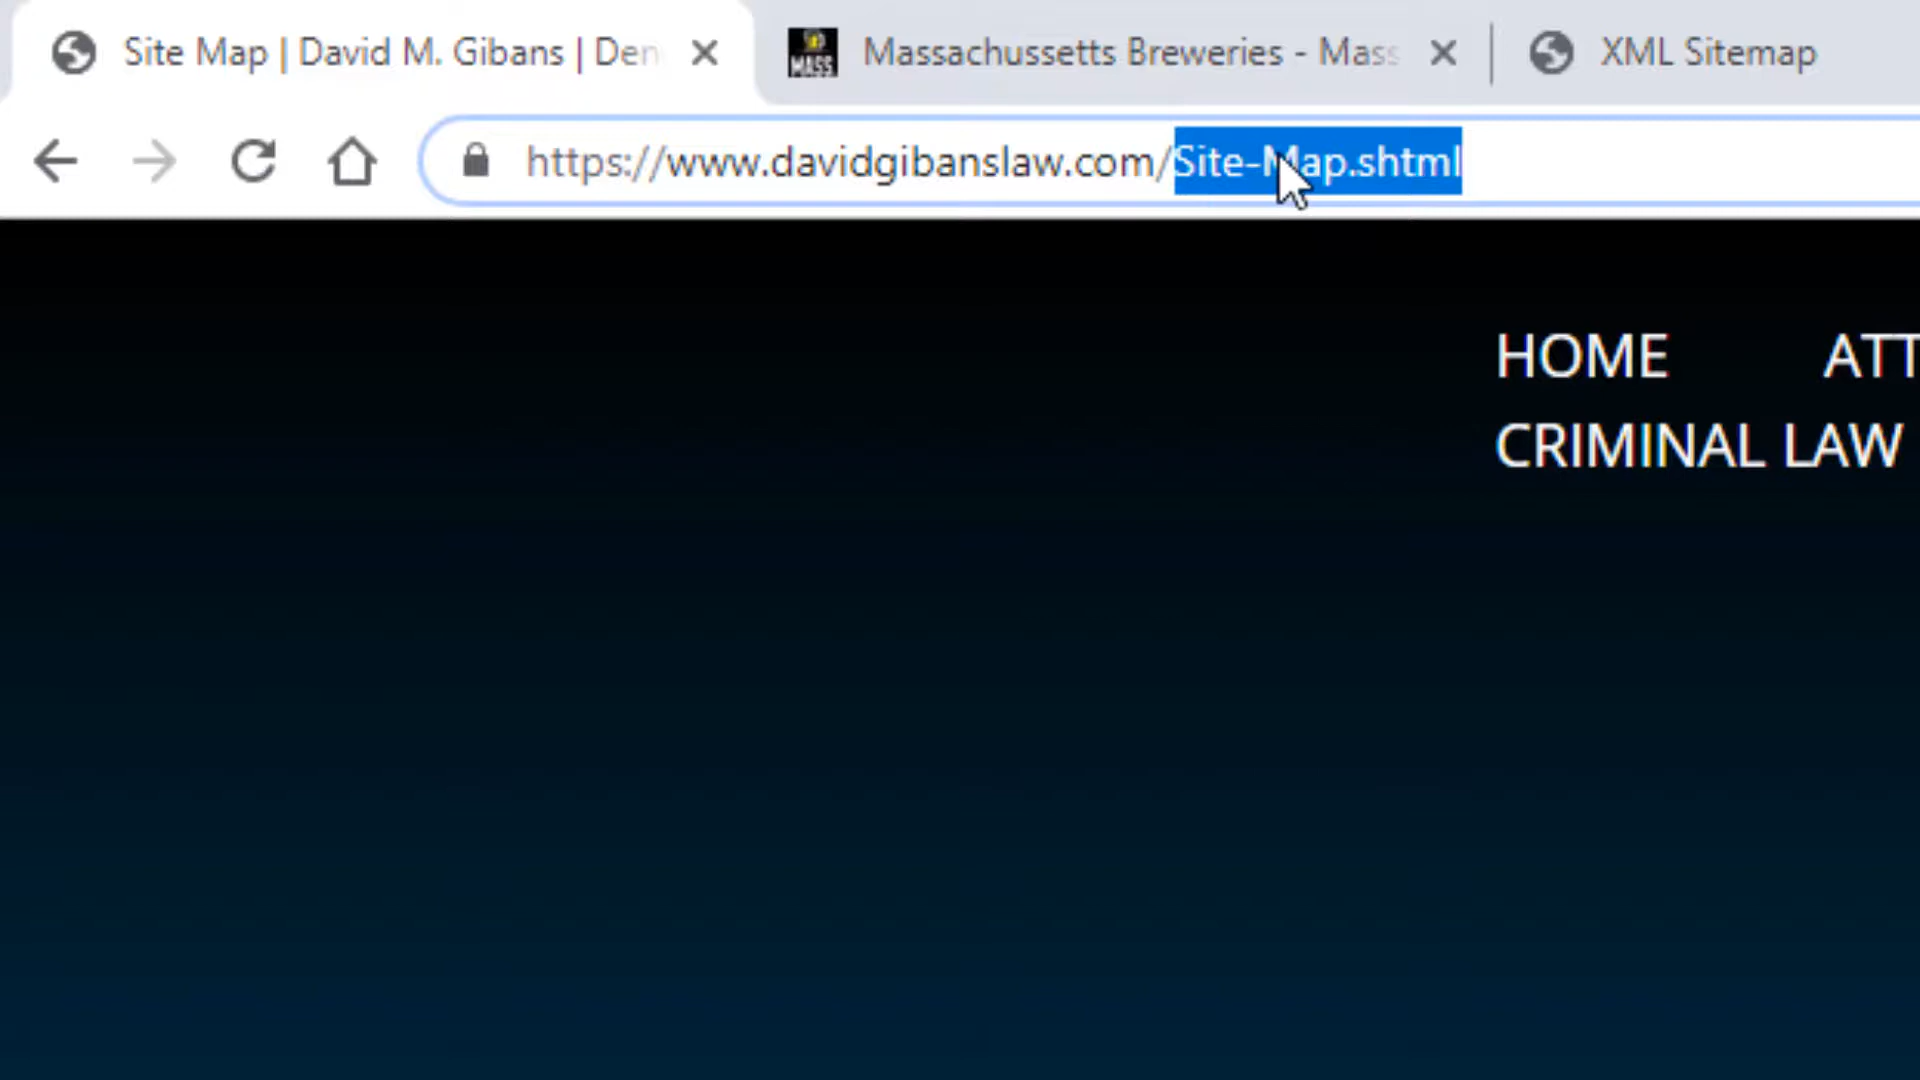 Site Map | David M. Gibans | Den
Massachussetts Breweries - Mass
XML Sitemap
https://www.davidgibanslaw.com/Site-Map.shtml
HOME ATT
CRIMINAL LAW
MASS